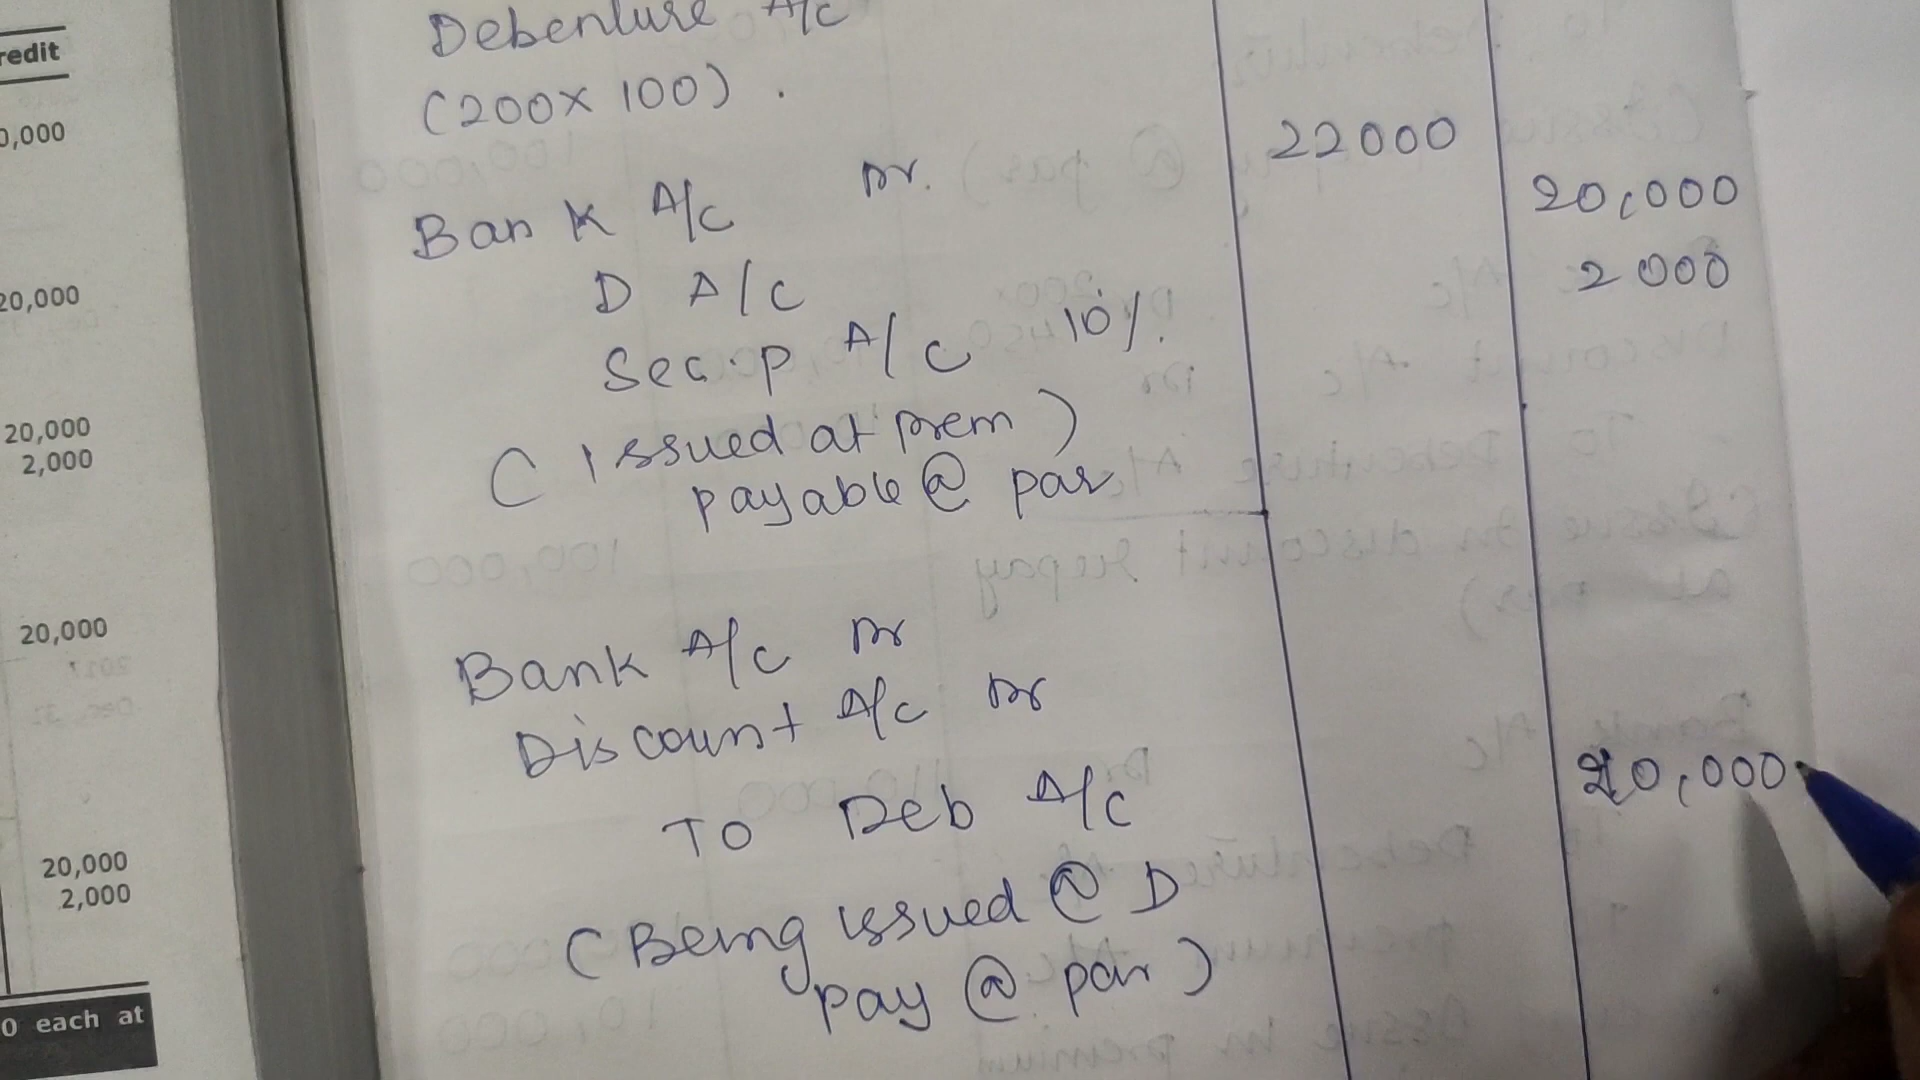 redit
0,000
20,000
20,000
2,000
20,000
20,000
2,000
0 each at
Debenture A/c
(200x 100).
Bank A/c Dr. 22000
D A/c 20,000
Sec.p A/c 10% 2000
( Issued at prem )
payable @ par
Bank A/c Dr
Discount A/c Dr
TO Deb A/c 20,000
( Being issued @ D
pay @ par )